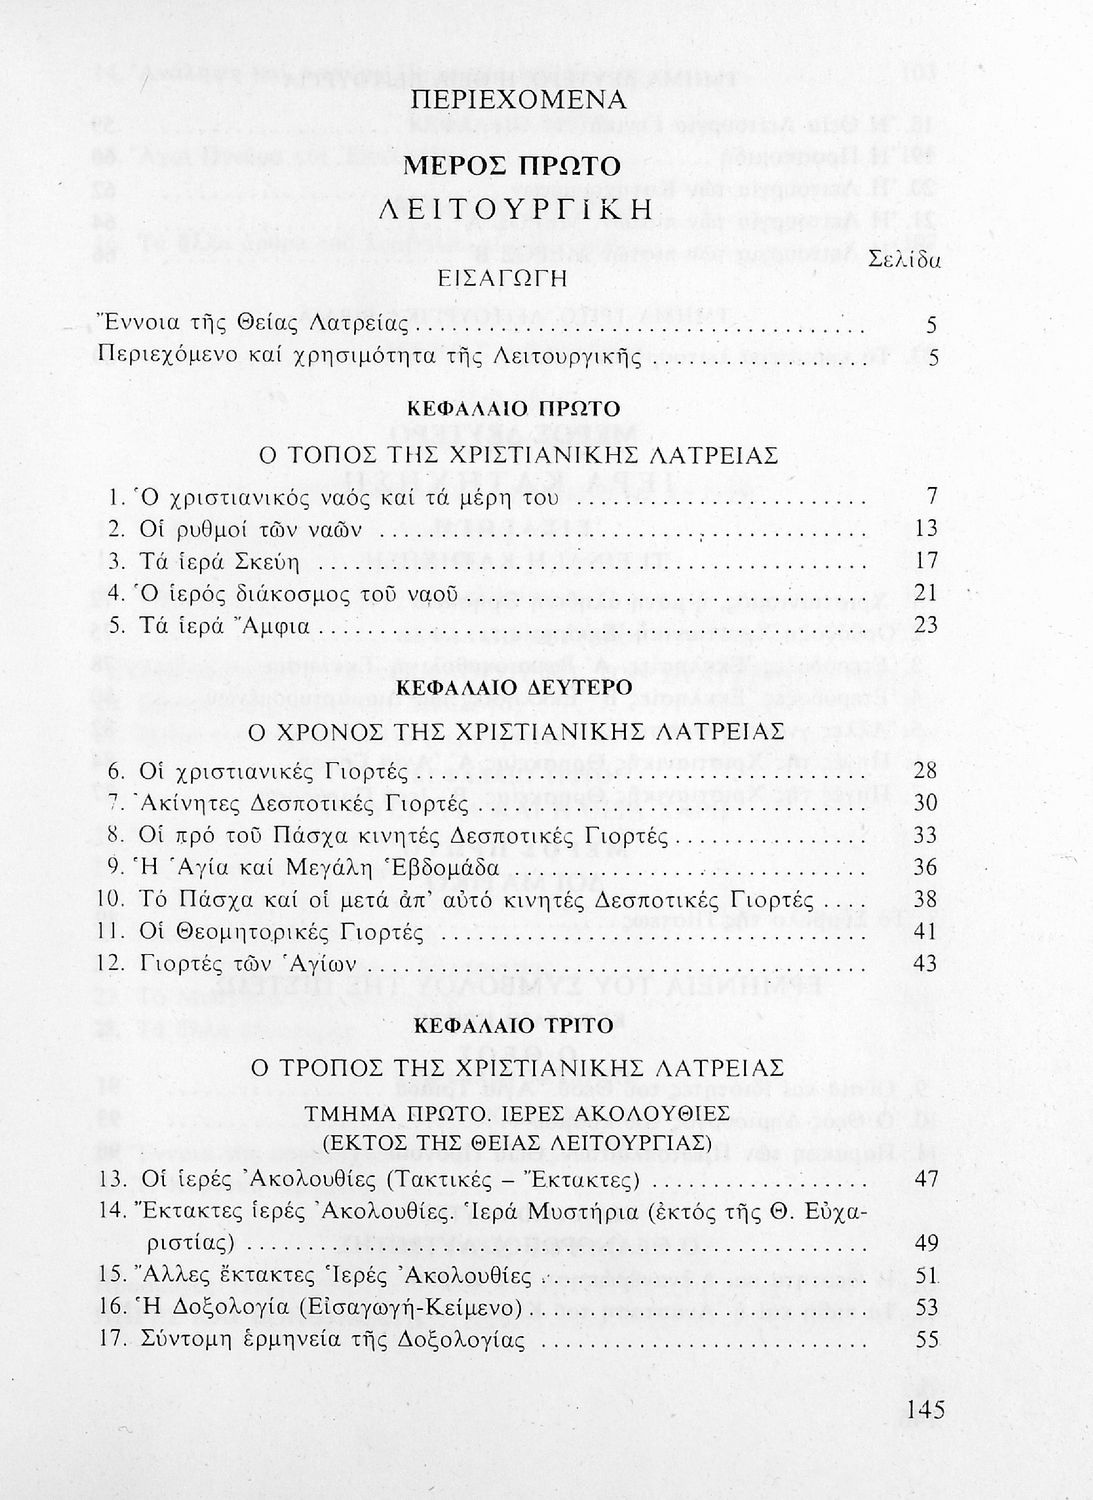 ΠΕΡΙΕΧΟΜΕΝΑ
ΜΕΡΟΣ ΠΡΩΤΟ
ΛΕΙΤΟΥΡΓΙΚΗ
Σελίδα
ΕΙΣΑΓΩΓΗ
Ἔννοια τῆς Θείας Λατρείας ........................................ 5
Περιεχόμενο καί χρησιμότητα τῆς Λειτουργικῆς .................. 5
ΚΕΦΑΛΑΙΟ ΠΡΩΤΟ
Ο ΤΟΠΟΣ ΤΗΣ ΧΡΙΣΤΙΑΝΙΚΗΣ ΛΑΤΡΕΙΑΣ
1. Ὁ χριστιανικός ναός καί τά μέρη του ........................ 7
2. Οἱ ρυθμοί τῶν ναῶν ........................................ 13
3. Τά ἱερά Σκεύη ............................................. 17
4. Ὁ ἱερός διάκοσμος τοῦ ναοῦ ................................. 21
5. Τά ἱερά Ἄμφια ............................................. 23
ΚΕΦΑΛΑΙΟ ΔΕΥΤΕΡΟ
Ο ΧΡΟΝΟΣ ΤΗΣ ΧΡΙΣΤΙΑΝΙΚΗΣ ΛΑΤΡΕΙΑΣ
6. Οἱ χριστιανικές Γιορτές ..................................... 28
7. Ἀκίνητες Δεσποτικές Γιορτές ................................ 30
8. Οἱ πρό τοῦ Πάσχα κινητές Δεσποτικές Γιορτές ................ 33
9. Ἡ Ἁγία καί Μεγάλη Ἑβδομάδα ............................. 36
10. Τό Πάσχα καί οἱ μετά ἀπ' αὐτό κινητές Δεσποτικές Γιορτές .... 38
11. Οἱ Θεομητορικές Γιορτές ................................... 41
12. Γιορτές τῶν Ἁγίων ......................................... 43
ΚΕΦΑΛΑΙΟ ΤΡΙΤΟ
Ο ΤΡΟΠΟΣ ΤΗΣ ΧΡΙΣΤΙΑΝΙΚΗΣ ΛΑΤΡΕΙΑΣ
ΤΜΗΜΑ ΠΡΩΤΟ. ΙΕΡΕΣ ΑΚΟΛΟΥΘΙΕΣ
(ΕΚΤΟΣ ΤΗΣ ΘΕΙΑΣ ΛΕΙΤΟΥΡΓΙΑΣ)
13. Οἱ ἱερές Ἀκολουθίες (Τακτικές – Ἔκτακτες) .................. 47
14. Ἔκτακτες ἱερές Ἀκολουθίες. Ἱερά Μυστήρια (ἐκτός τῆς Θ. Εὐχα-
ριστίας) ................................................... 49
15. Ἄλλες ἔκτακτες Ἱερές Ἀκολουθίες ........................... 51
16. Ἡ Δοξολογία (Εἰσαγωγή-Κείμενο) ............................ 53
17. Σύντομη ἑρμηνεία τῆς Δοξολογίας ........................... 55
145